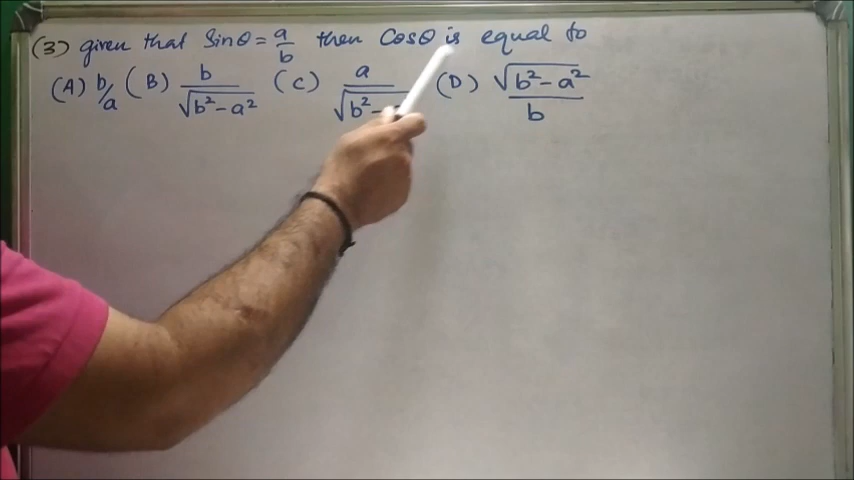 (3) given that Sinθ = a/b then Cosθ is equal to
(A) b/a (B) b/√(b²-a²) (C) a/√(b²- (D) √(b²-a²)/b